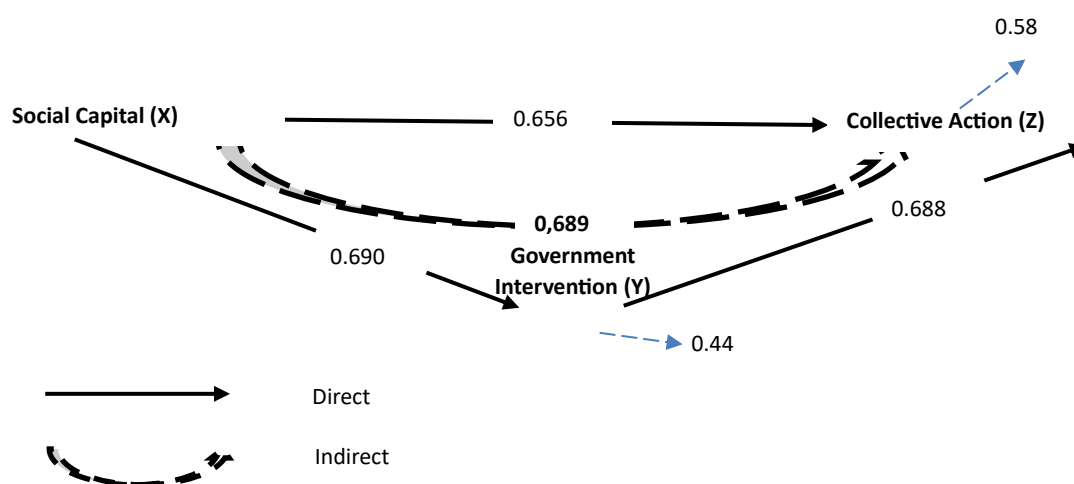 0.58
Social Capital (X)
0.656
Collective Action (Z)
0.688
0,689
0.690
Government
Intervention (Y)
0.44
Direct
Indirect